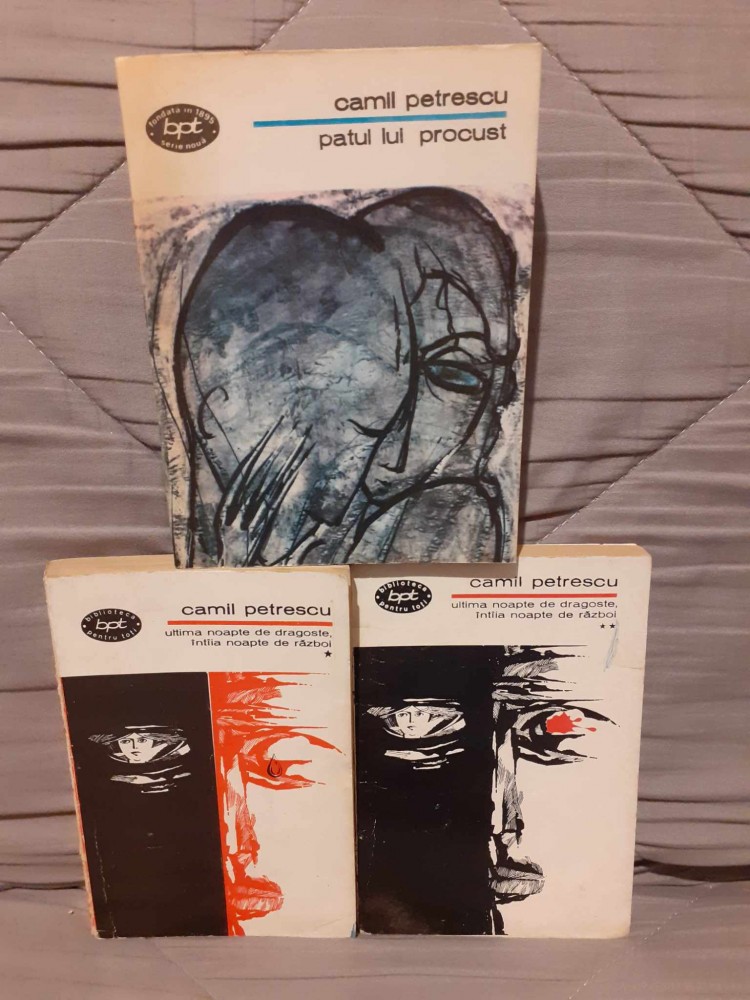 fondată în 1895
bpt
serie nouă
camil petrescu
patul lui procust
biblioteca
bpt
pentru toți
camil petrescu
ultima noapte de dragoste,
întîia noapte de război
★
biblioteca
bpt
pentru toți
camil petrescu
ultima noapte de dragoste,
întîia noapte de război
★★